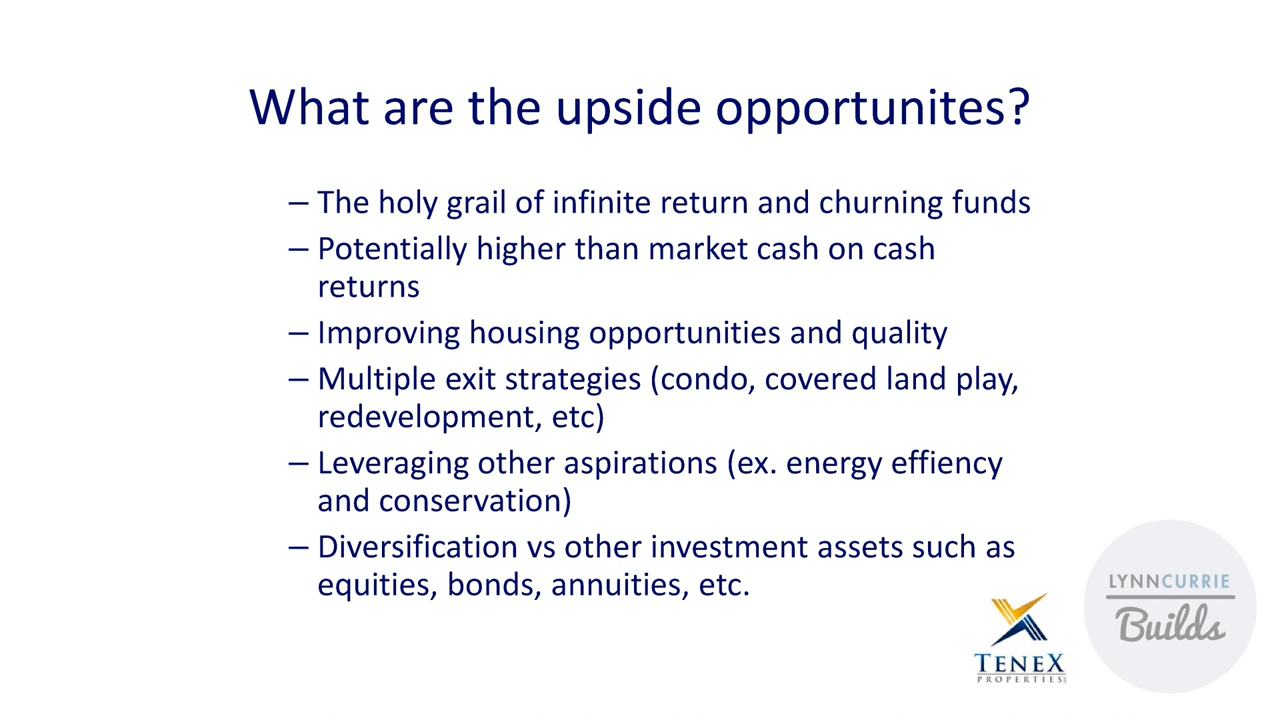 What are the upside opportunites?
– The holy grail of infinite return and churning funds
– Potentially higher than market cash on cash
returns
– Improving housing opportunities and quality
– Multiple exit strategies (condo, covered land play,
redevelopment, etc)
– Leveraging other aspirations (ex. energy effiency
and conservation)
– Diversification vs other investment assets such as
equities, bonds, annuities, etc.
TENEX
PROPERTIES
LYNNCURRIE
Builds